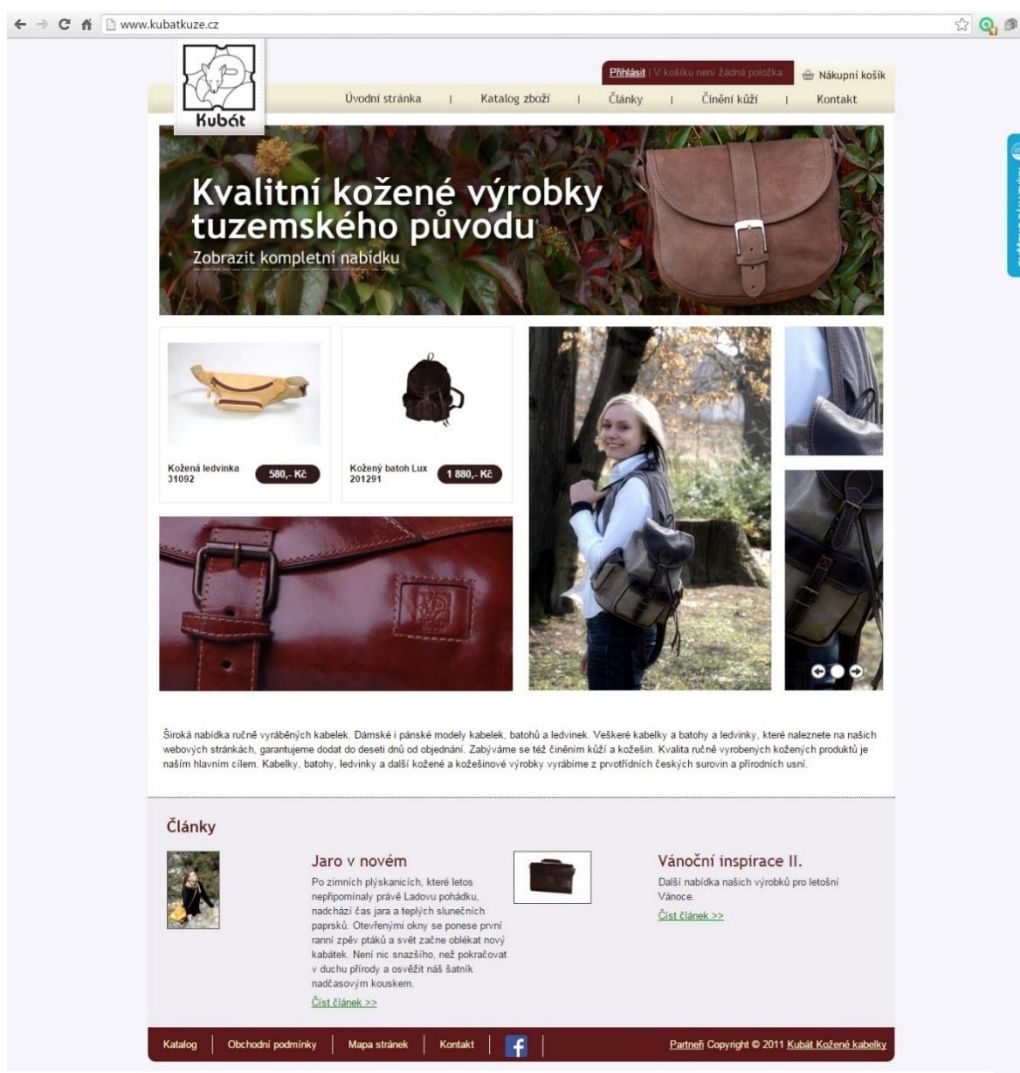 www.kubatkuze.cz
Kubát
Přihlásit | V košíku není žádná položka
Nákupní košík
Úvodní stránka | Katalog zboží | Články | Činění kůží | Kontakt
Kvalitní kožené výrobky
tuzemského původu
Zobrazit kompletní nabídku
Kožená ledvinka
31092
580,- Kč
Kožený batoh Lux
201291
1 880,- Kč
Široká nabídka ručně vyráběných kabelek. Dámské i pánské modely kabelek, batohů a ledvinek. Veškeré kabelky a batohy a ledvinky, které naleznete na našich
webových stránkách, garantujeme dodat do deseti dnů od objednání. Zabýváme se též činěním kůží a kožešin. Kvalita ručně vyrobených kožených produktů je
naším hlavním cílem. Kabelky, batohy, ledvinky a další kožené a kožešinové výrobky vyrábíme z prvotřídních českých surovin a přírodních usní.
Články
Jaro v novém
Po zimních plýskanicích, které letos
nepřipomínaly právě Ladovu pohádku,
nadchází čas jara a teplých slunečních
paprsků. Otevřenými okny se ponese první
ranní zpěv ptáků a svět začne oblékat nový
kabátek. Není nic snazšího, než pokračovat
v duchu přírody a osvěžit náš šatník
nadčasovým kouskem.
Číst článek >>
Vánoční inspirace II.
Další nabídka našich výrobků pro letošní
Vánoce.
Číst článek >>
Katalog | Obchodní podmínky | Mapa stránek | Kontakt
Partneři Copyright © 2011 Kubát Kožené kabelky